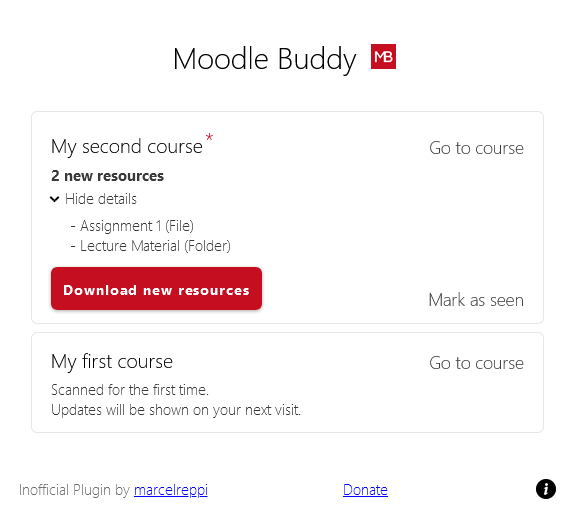 Moodle Buddy MB
My second course* Go to course
2 new resources
Hide details
- Assignment 1 (File)
- Lecture Material (Folder)
Download new resources Mark as seen
My first course Go to course
Scanned for the first time.
Updates will be shown on your next visit.
Inofficial Plugin by marcelreppi Donate i